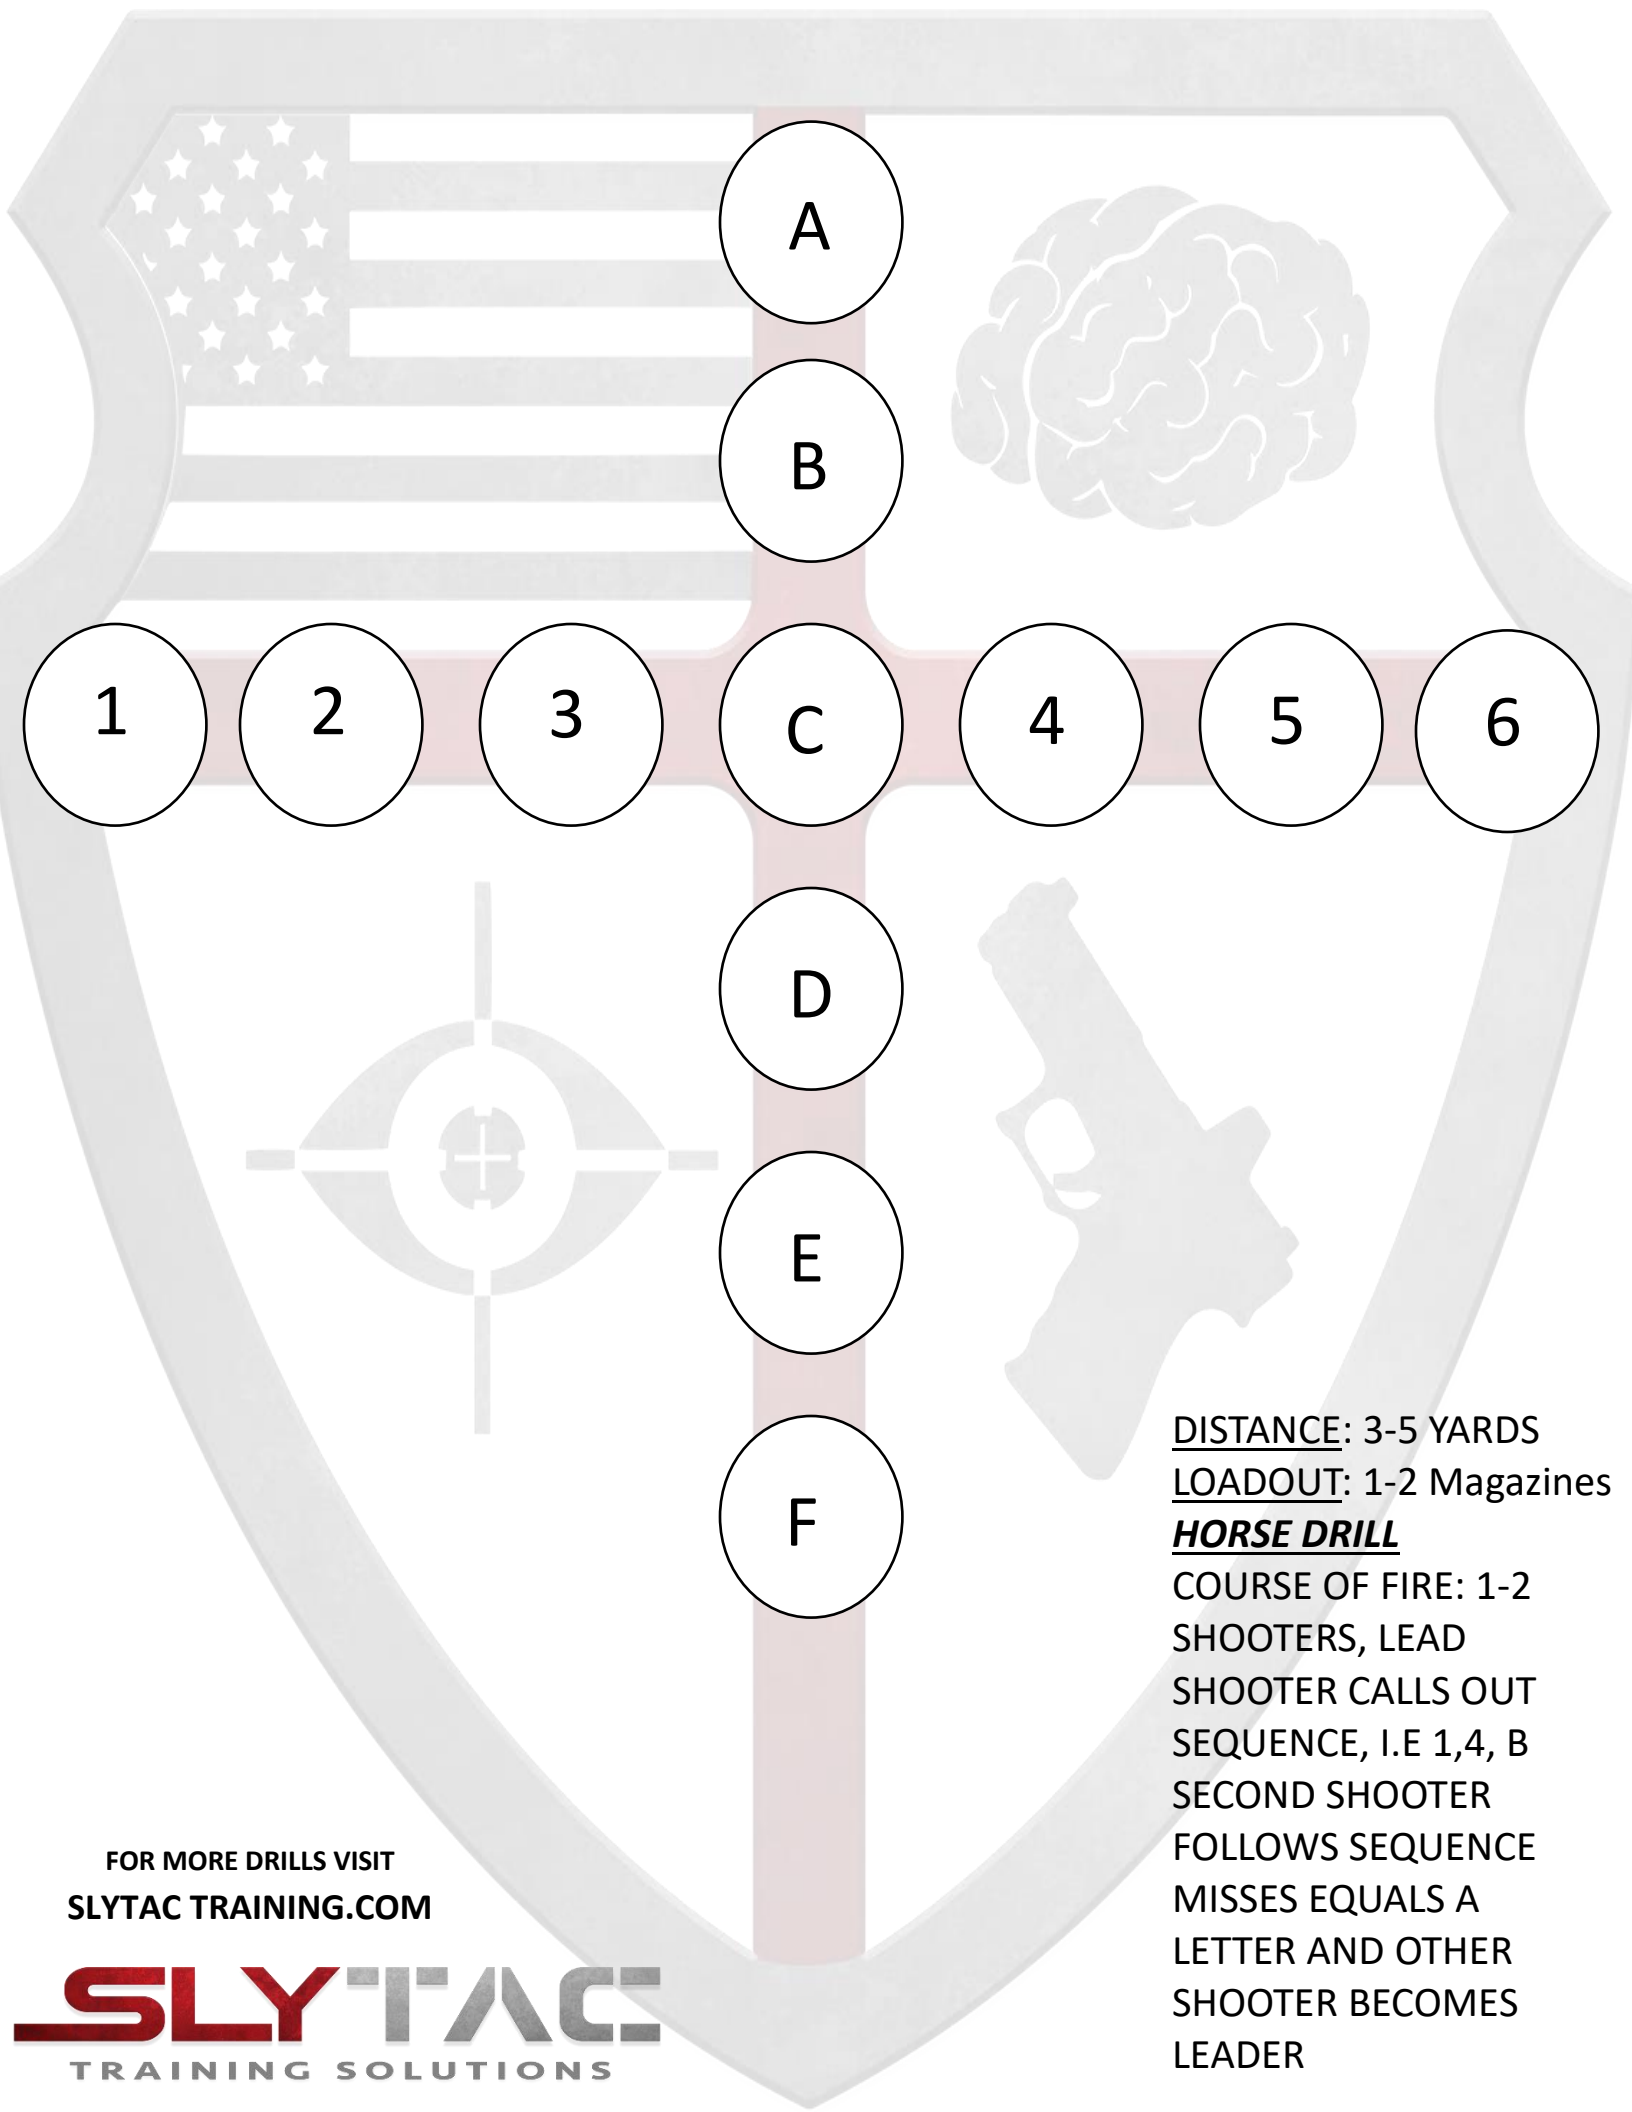 A
B
1 2 3 C 4 5 6
D
E
F
DISTANCE: 3-5 YARDS
LOADOUT: 1-2 Magazines
HORSE DRILL
COURSE OF FIRE: 1-2
SHOOTERS, LEAD
SHOOTER CALLS OUT
SEQUENCE, I.E 1,4, B
SECOND SHOOTER
FOLLOWS SEQUENCE
MISSES EQUALS A
LETTER AND OTHER
SHOOTER BECOMES
LEADER
FOR MORE DRILLS VISIT
SLYTAC TRAINING.COM
SLYTAC
TRAINING SOLUTIONS